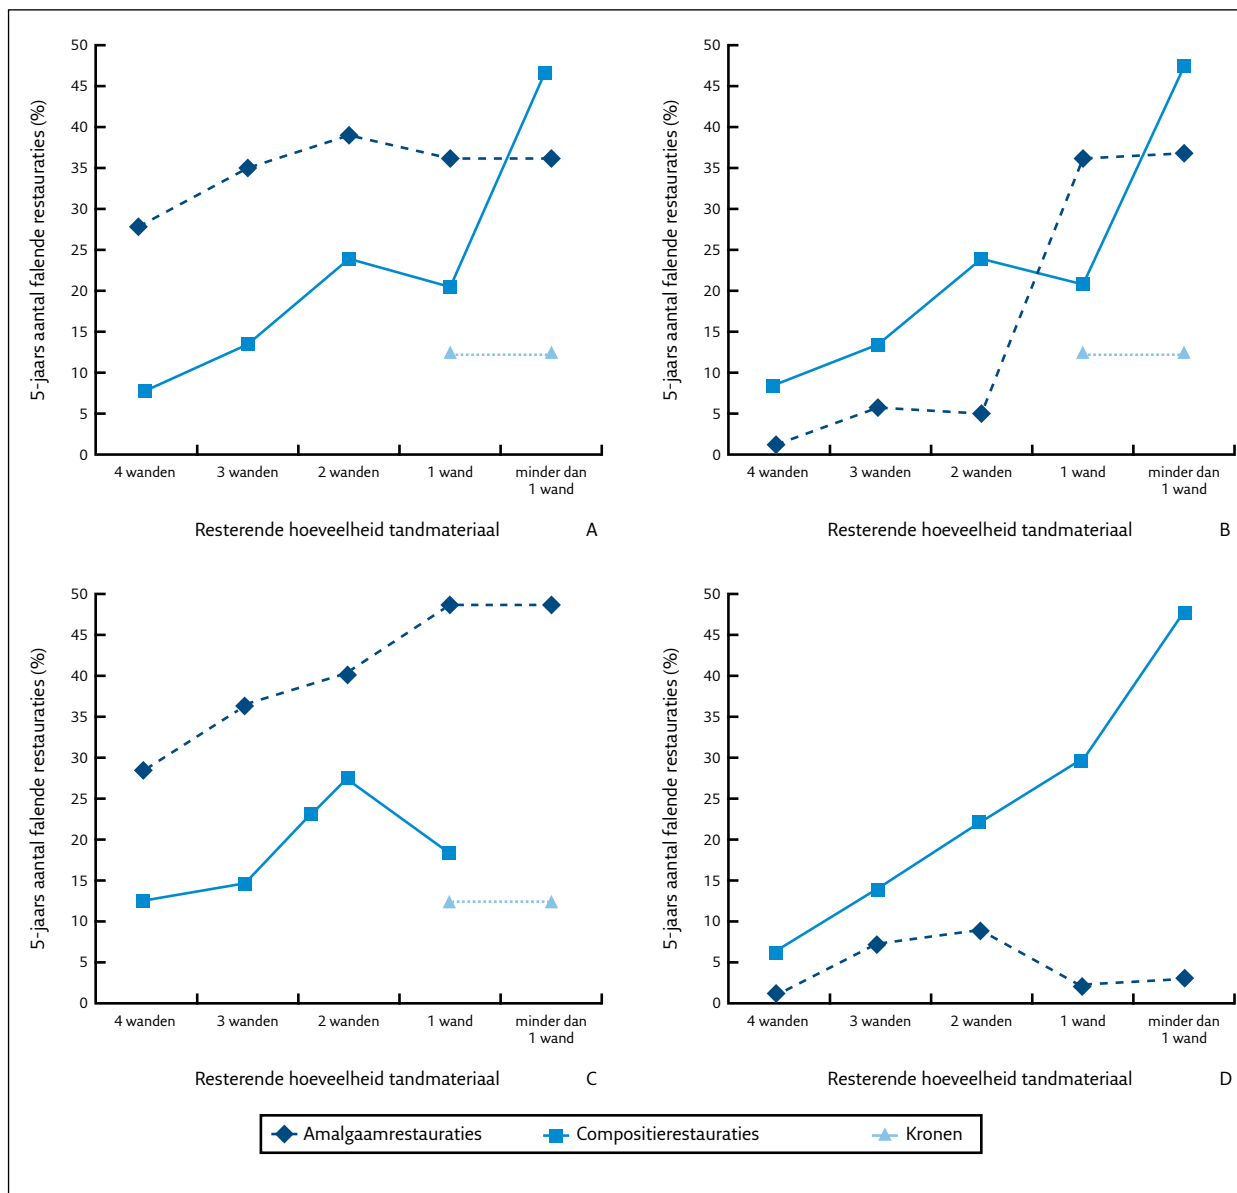 5-jaars aantal falende restauraties (%)
50
45
40
35
30
25
20
15
10
5
0
4 wanden
3 wanden
2 wanden
1 wand
minder dan
1 wand
Resterende hoeveelheid tandmateriaal
A
5-jaars aantal falende restauraties (%)
50
45
40
35
30
25
20
15
10
5
0
4 wanden
3 wanden
2 wanden
1 wand
minder dan
1 wand
Resterende hoeveelheid tandmateriaal
B
5-jaars aantal falende restauraties (%)
50
45
40
35
30
25
20
15
10
5
0
4 wanden
3 wanden
2 wanden
1 wand
minder dan
1 wand
Resterende hoeveelheid tandmateriaal
C
5-jaars aantal falende restauraties (%)
50
45
40
35
30
25
20
15
10
5
0
4 wanden
3 wanden
2 wanden
1 wand
minder dan
1 wand
Resterende hoeveelheid tandmateriaal
D
Amalgaamrestauraties
Compositierestauraties
Kronen